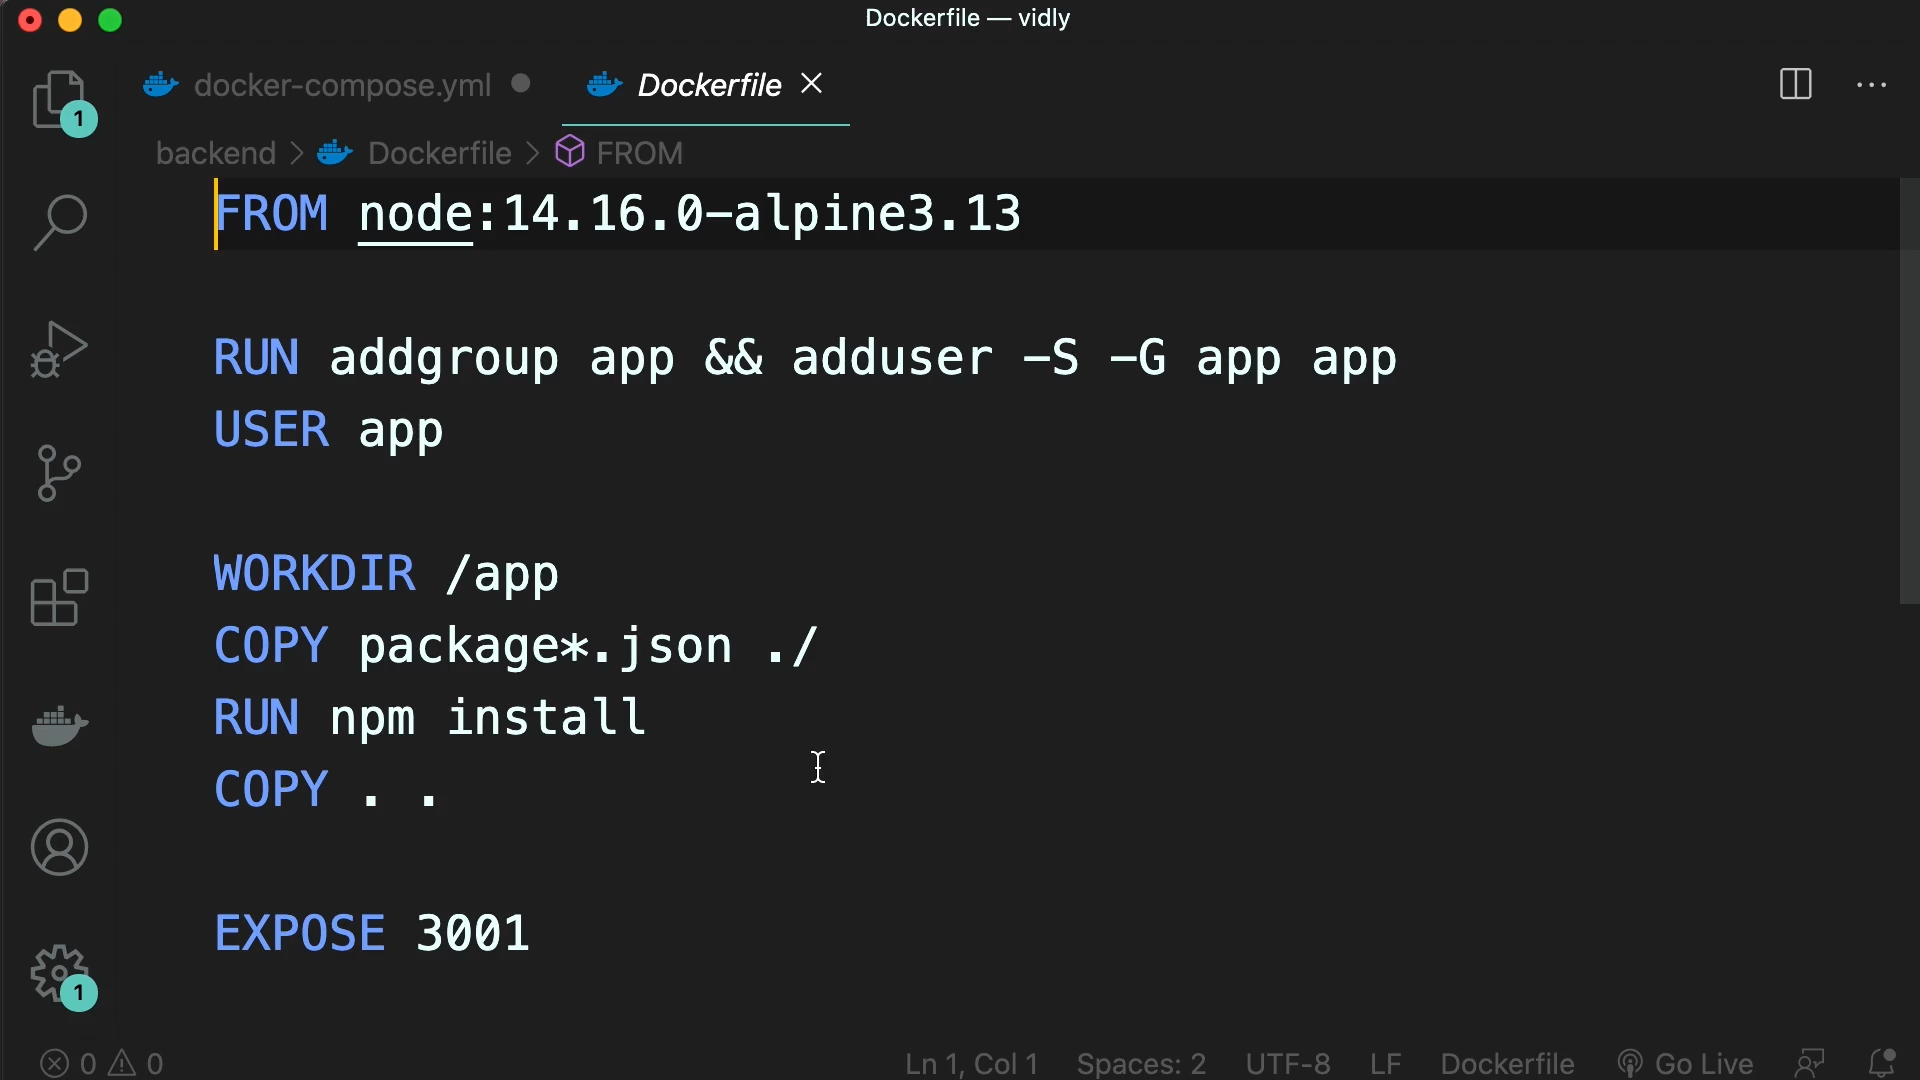 Dockerfile — vidly
docker-compose.yml Dockerfile
backend > Dockerfile > FROM
1
FROM node:14.16.0-alpine3.13
RUN addgroup app && adduser -S -G app app
USER app
WORKDIR /app
COPY package*.json ./
RUN npm install
COPY . .
EXPOSE 3001
1
0 0 Ln 1, Col 1 Spaces: 2 UTF-8 LF Dockerfile Go Live